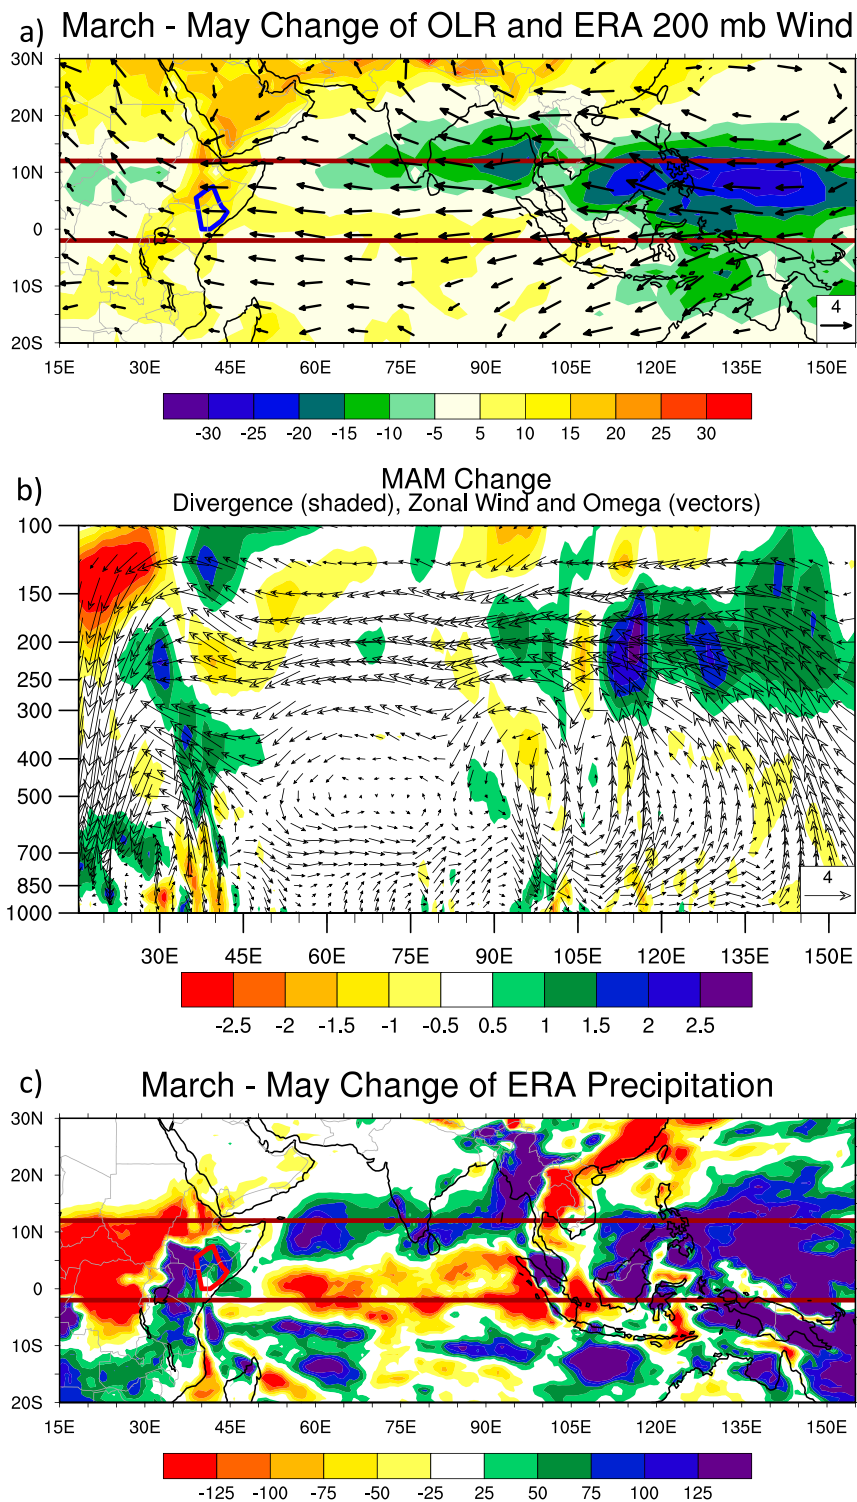 a) March - May Change of OLR and ERA 200 mb Wind
30N
20N
10N
0
10S
20S
4
15E 30E 45E 60E 75E 90E 105E 120E 135E 150E
-30 -25 -20 -15 -10 -5 5 10 15 20 25 30
b) MAM Change
Divergence (shaded), Zonal Wind and Omega (vectors)
100
150
200
250
300
400
500
700
850
1000
4
30E 45E 60E 75E 90E 105E 120E 135E 150E
-2.5 -2 -1.5 -1 -0.5 0.5 1 1.5 2 2.5
c) March - May Change of ERA Precipitation
30N
20N
10N
0
10S
20S
15E 30E 45E 60E 75E 90E 105E 120E 135E 150E
-125 -100 -75 -50 -25 25 50 75 100 125